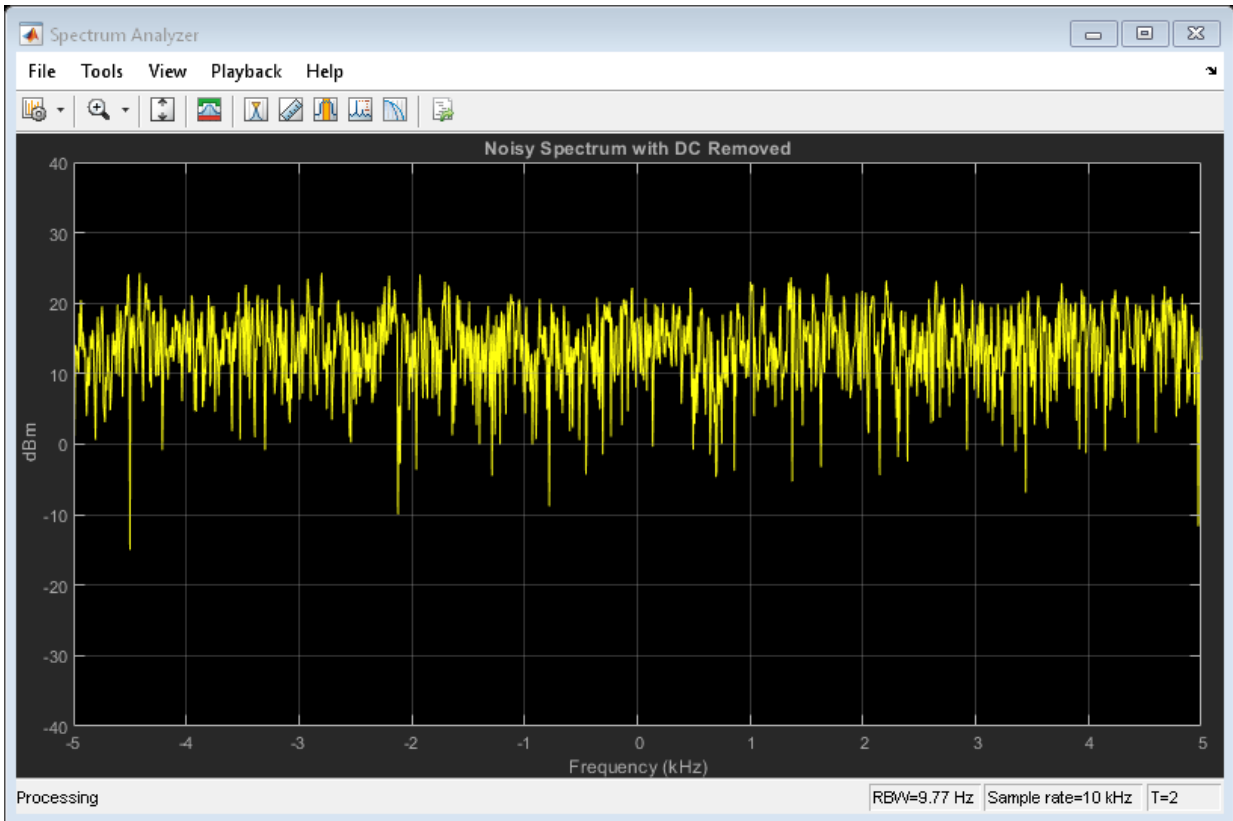 Spectrum Analyzer
File Tools View Playback Help
Noisy Spectrum with DC Removed
40
30
20
10
0
-10
-20
-30
-40
dBm
-5 -4 -3 -2 -1 0 1 2 3 4 5
Frequency (kHz)
Processing RBW=9.77 Hz Sample rate=10 kHz T=2